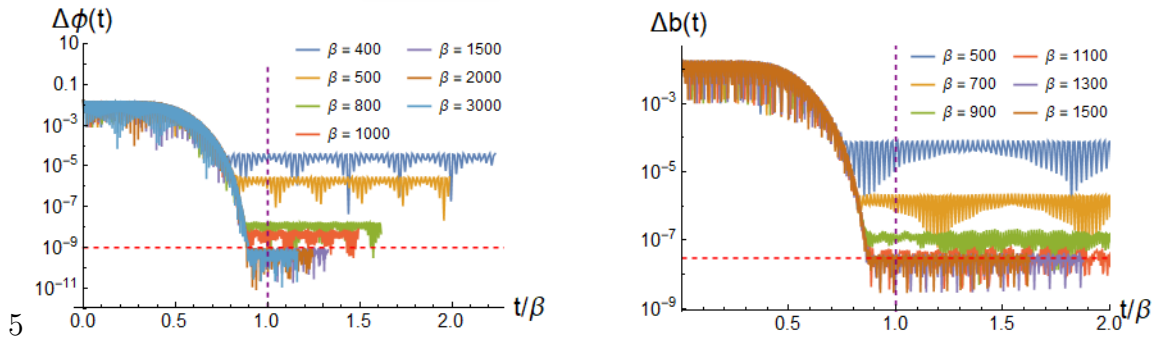 Δϕ(t)
10
0.1
10⁻³
10⁻⁵
10⁻⁷
10⁻⁹
10⁻¹¹
β = 400 β = 1500
β = 500 β = 2000
β = 800 β = 3000
β = 1000
0.0 0.5 1.0 1.5 2.0 t/β
Δb(t)
10⁻³
10⁻⁵
10⁻⁷
10⁻⁹
β = 500 β = 1100
β = 700 β = 1300
β = 900 β = 1500
0.5 1.0 1.5 2.0 t/β
5